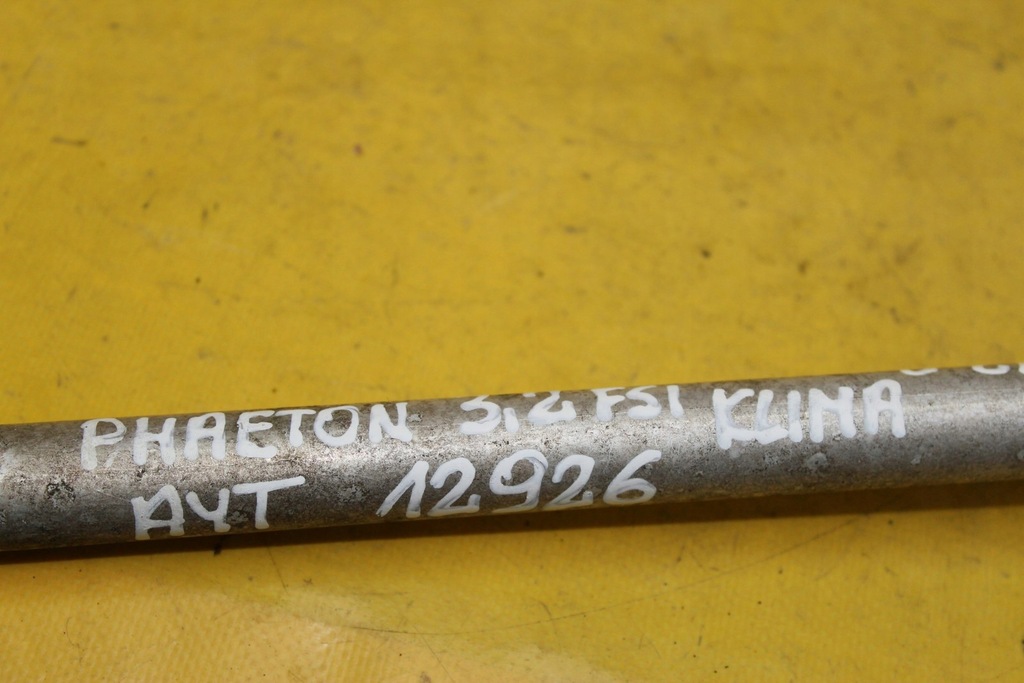 PHAETON 3,2 FSI KLIMA
AYT 12926